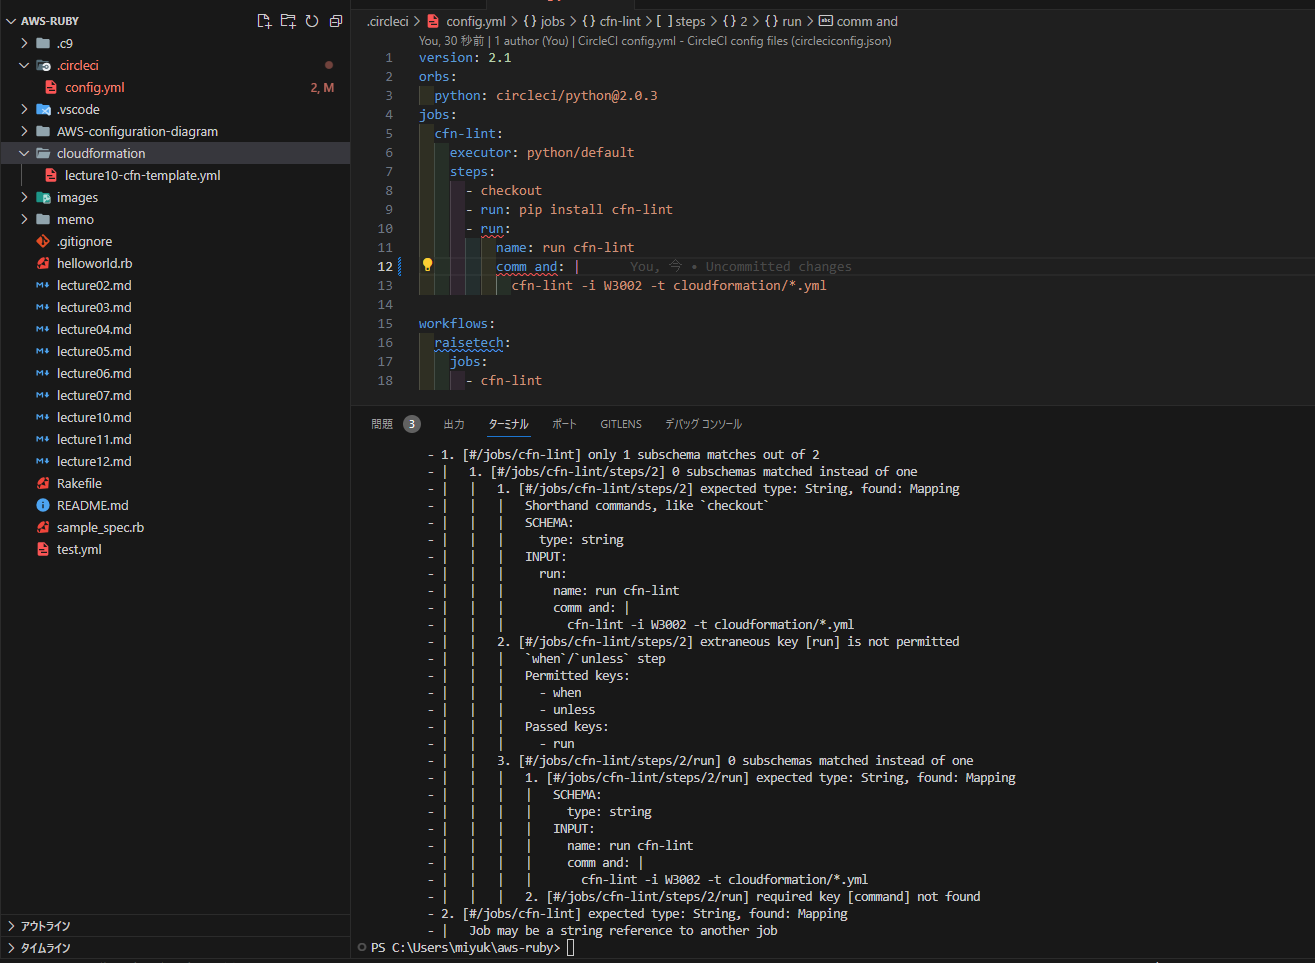 AWS-RUBY
.c9
.circleci
config.yml
2, M
.vscode
AWS-configuration-diagram
cloudformation
lecture10-cfn-template.yml
images
memo
.gitignore
helloworld.rb
lecture02.md
lecture03.md
lecture04.md
lecture05.md
lecture06.md
lecture07.md
lecture10.md
lecture11.md
lecture12.md
Rakefile
README.md
sample_spec.rb
test.yml
アウトライン
タイムライン
.circleci > config.yml > {} jobs > {} cfn-lint > [ ] steps > {} 2 > {} run > abc comm and
You, 30 秒前 | 1 author (You) | CircleCI config.yml - CircleCI config files (circleciconfig.json)
1 version: 2.1
2 orbs:
3 python: circleci/python@2.0.3
4 jobs:
5 cfn-lint:
6 executor: python/default
7 steps:
8 - checkout
9 - run: pip install cfn-lint
10 - run:
11 name: run cfn-lint
12 comm and: | You, 今 • Uncommitted changes
13 cfn-lint -i W3002 -t cloudformation/*.yml
14
15 workflows:
16 raisetech:
17 jobs:
18 - cfn-lint
問題 3 出力 ターミナル ポート GITLENS デバッグ コンソール
- 1. [#/jobs/cfn-lint] only 1 subschema matches out of 2
- | 1. [#/jobs/cfn-lint/steps/2] 0 subschemas matched instead of one
- | | 1. [#/jobs/cfn-lint/steps/2] expected type: String, found: Mapping
- | | | Shorthand commands, like `checkout`
- | | | SCHEMA:
- | | | type: string
- | | | INPUT:
- | | | run:
- | | | name: run cfn-lint
- | | | comm and: |
- | | | cfn-lint -i W3002 -t cloudformation/*.yml
- | | 2. [#/jobs/cfn-lint/steps/2] extraneous key [run] is not permitted
- | | | `when`/`unless` step
- | | | Permitted keys:
- | | | - when
- | | | - unless
- | | | Passed keys:
- | | | - run
- | | 3. [#/jobs/cfn-lint/steps/2/run] 0 subschemas matched instead of one
- | | | 1. [#/jobs/cfn-lint/steps/2/run] expected type: String, found: Mapping
- | | | | SCHEMA:
- | | | | type: string
- | | | | INPUT:
- | | | | name: run cfn-lint
- | | | | comm and: |
- | | | | cfn-lint -i W3002 -t cloudformation/*.yml
- | | | 2. [#/jobs/cfn-lint/steps/2/run] required key [command] not found
- 2. [#/jobs/cfn-lint] expected type: String, found: Mapping
- | Job may be a string reference to another job
PS C:\Users\miyuk\aws-ruby>